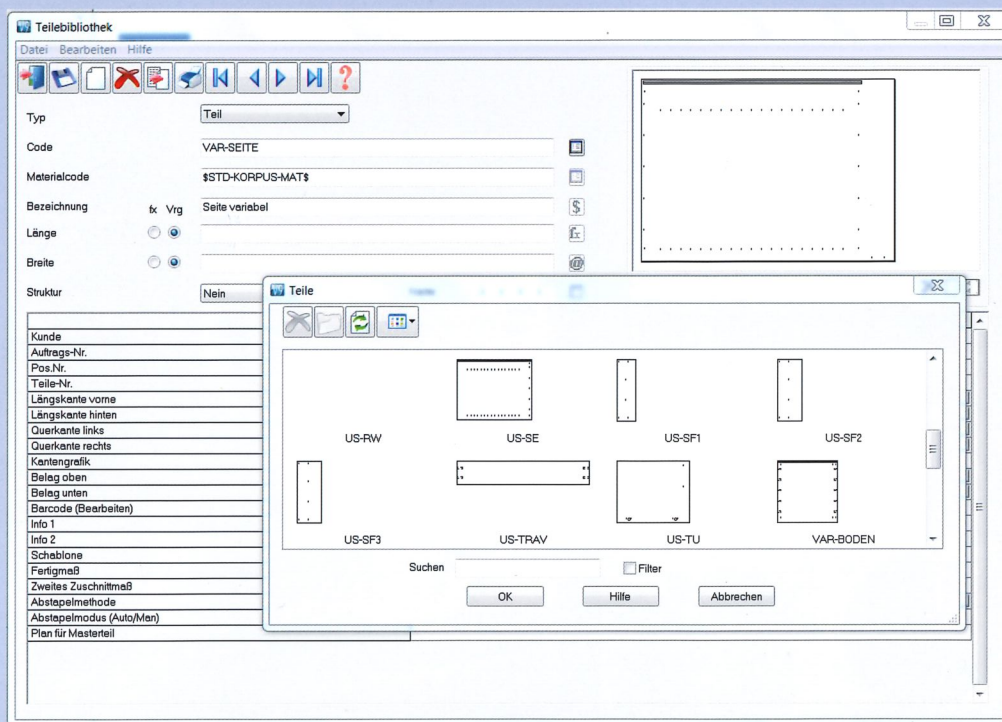 Teilebibliothek
Datei Bearbeiten Hilfe
Typ Teil
Code VAR-SEITE
Materialcode $STD-KORPUS-MAT$
Bezeichnung fx Vrg Seite variabel $
Länge fx
Breite @
Struktur Nein
Kunde
Auftrags-Nr.
Pos.Nr.
Teile-Nr.
Längskante vorne
Längskante hinten
Querkante links
Querkante rechts
Kantengrafik
Belag oben
Belag unten
Barcode (Bearbeiten)
Info 1
Info 2
Schablone
Fertigmaß
Zweites Zuschnittmaß
Abstapelmethode
Abstapelmodus (Auto/Man)
Plan für Masterteil
Teile
US-RW US-SE US-SF1 US-SF2
US-SF3 US-TRAV US-TU VAR-BODEN
Suchen Filter
OK Hilfe Abbrechen